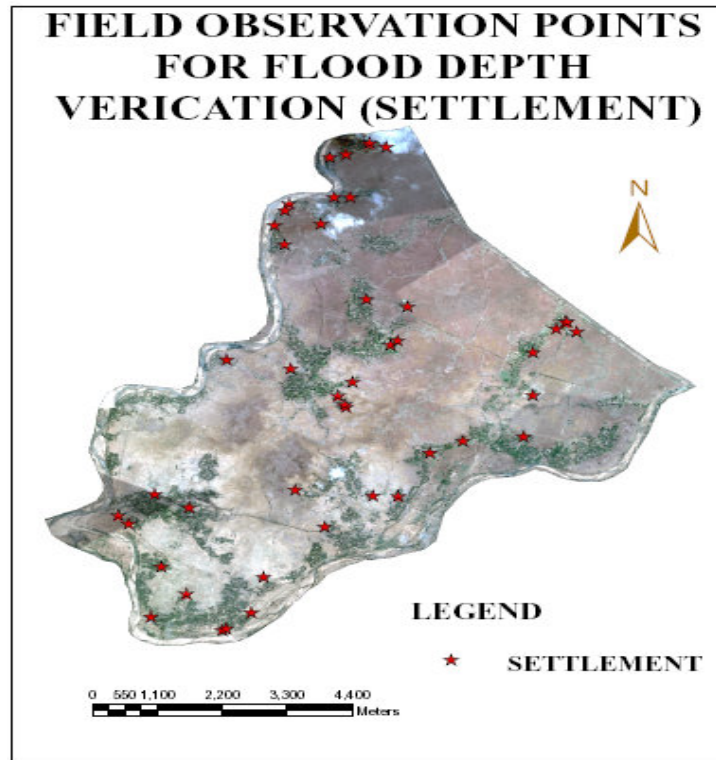 FIELD OBSERVATION POINTS
FOR FLOOD DEPTH
VERICATION (SETTLEMENT)
N
LEGEND
SETTLEMENT
0 550 1,100 2,200 3,300 4,400
Meters